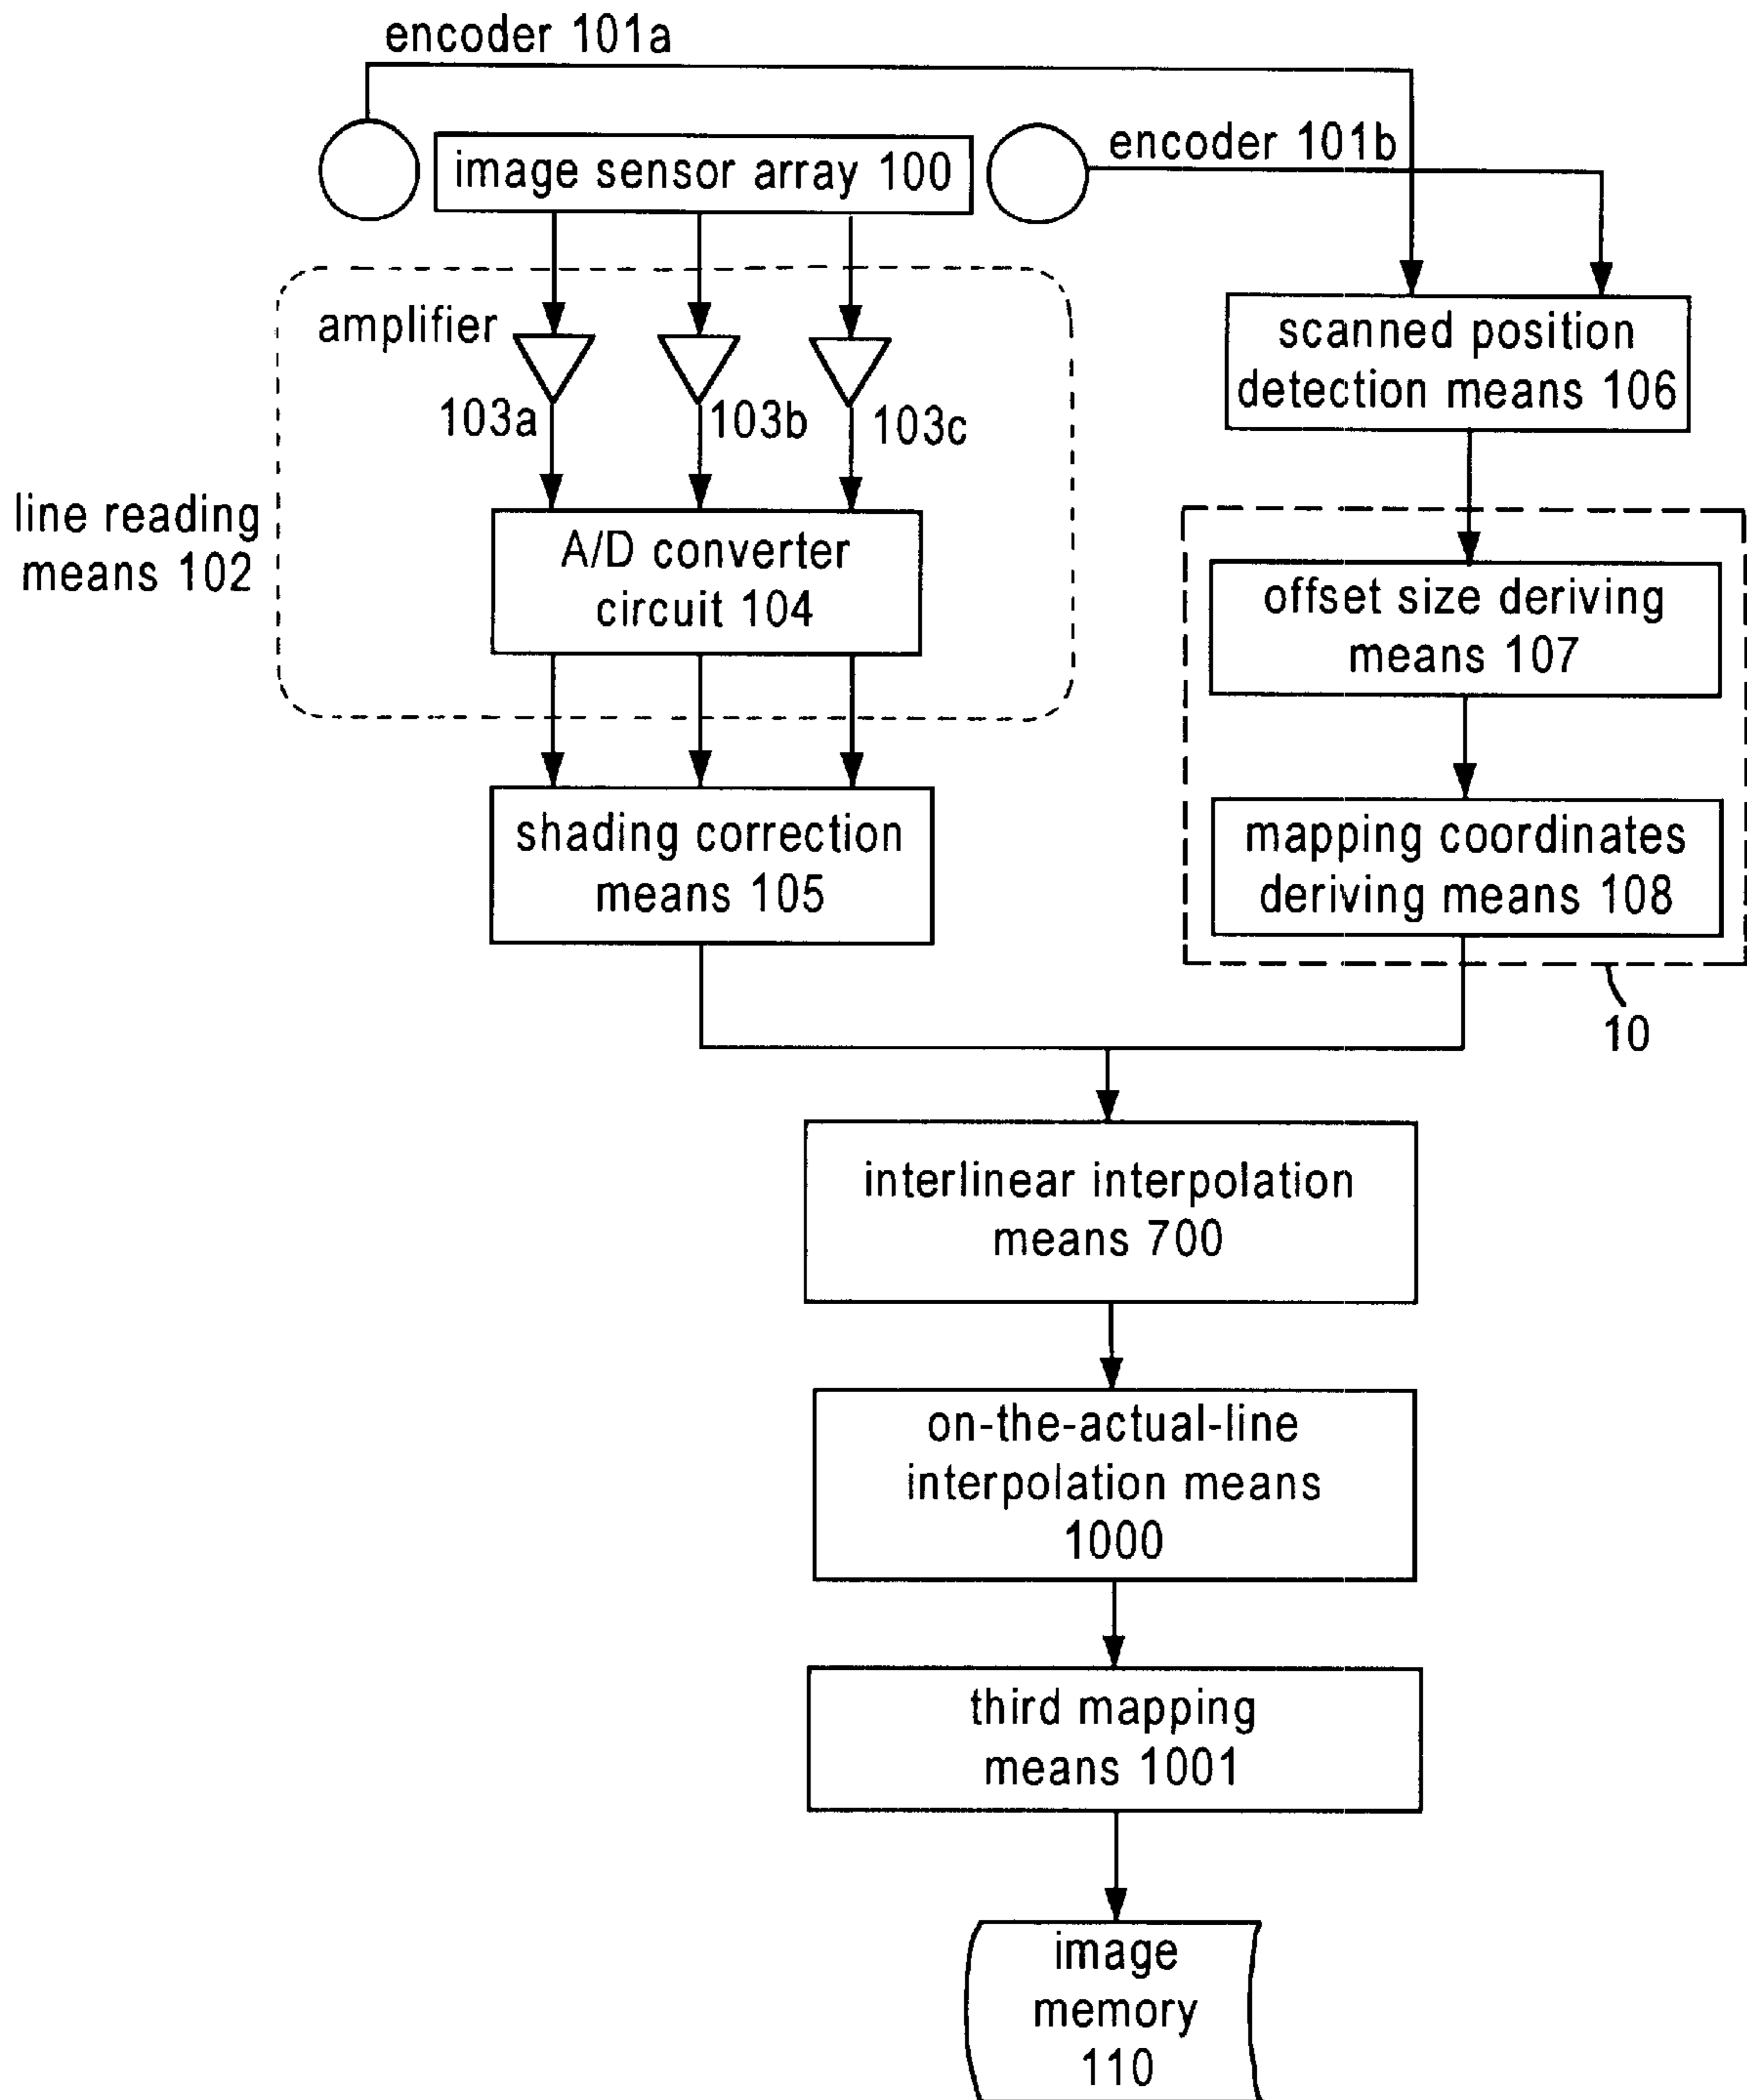 encoder 101a
image sensor array 100
encoder 101b
amplifier
103a
103b
103c
line reading
means 102
A/D converter
circuit 104
shading correction
means 105
scanned position
detection means 106
offset size deriving
means 107
mapping coordinates
deriving means 108
10
interlinear interpolation
means 700
on-the-actual-line
interpolation means
1000
third mapping
means 1001
image
memory
110